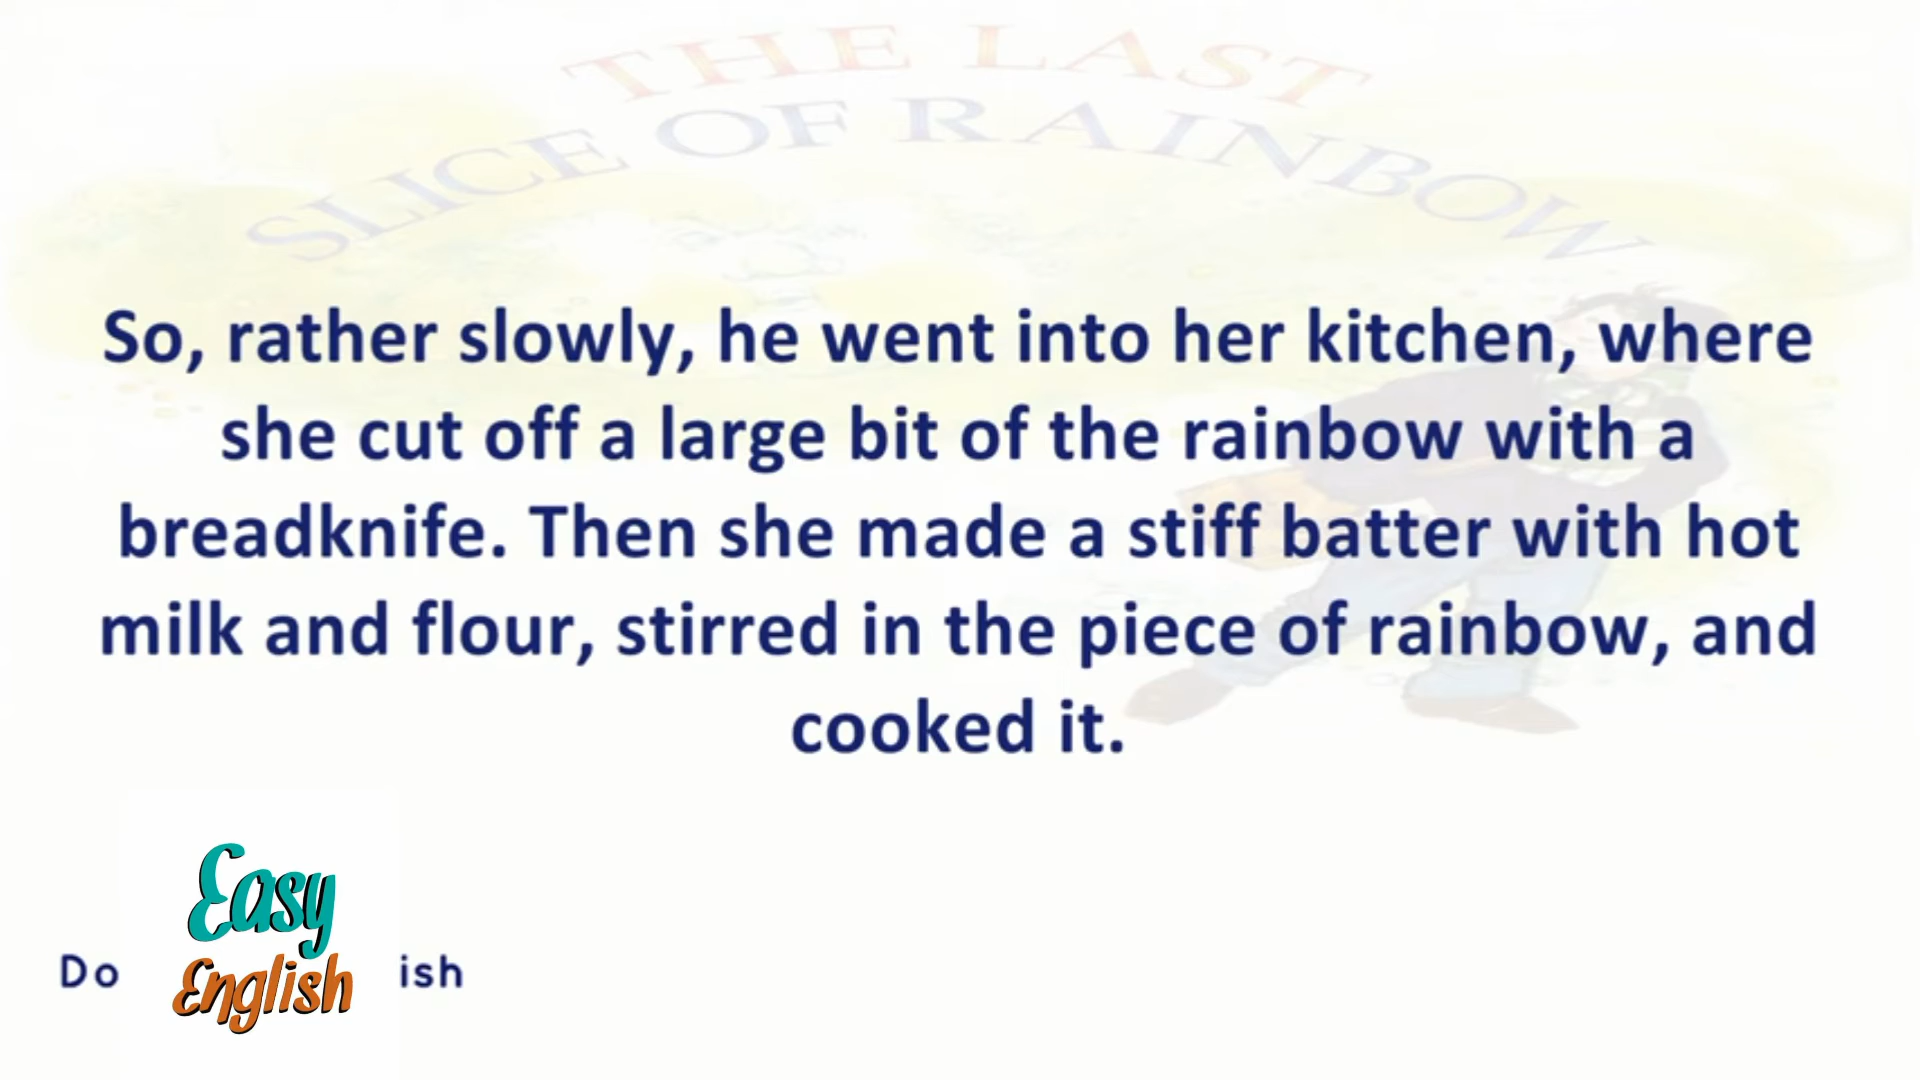 THE LAST
SLICE OF RAINBOW
So, rather slowly, he went into her kitchen, where
she cut off a large bit of the rainbow with a
breadknife. Then she made a stiff batter with hot
milk and flour, stirred in the piece of rainbow, and
cooked it.
Easy
English
Do ish